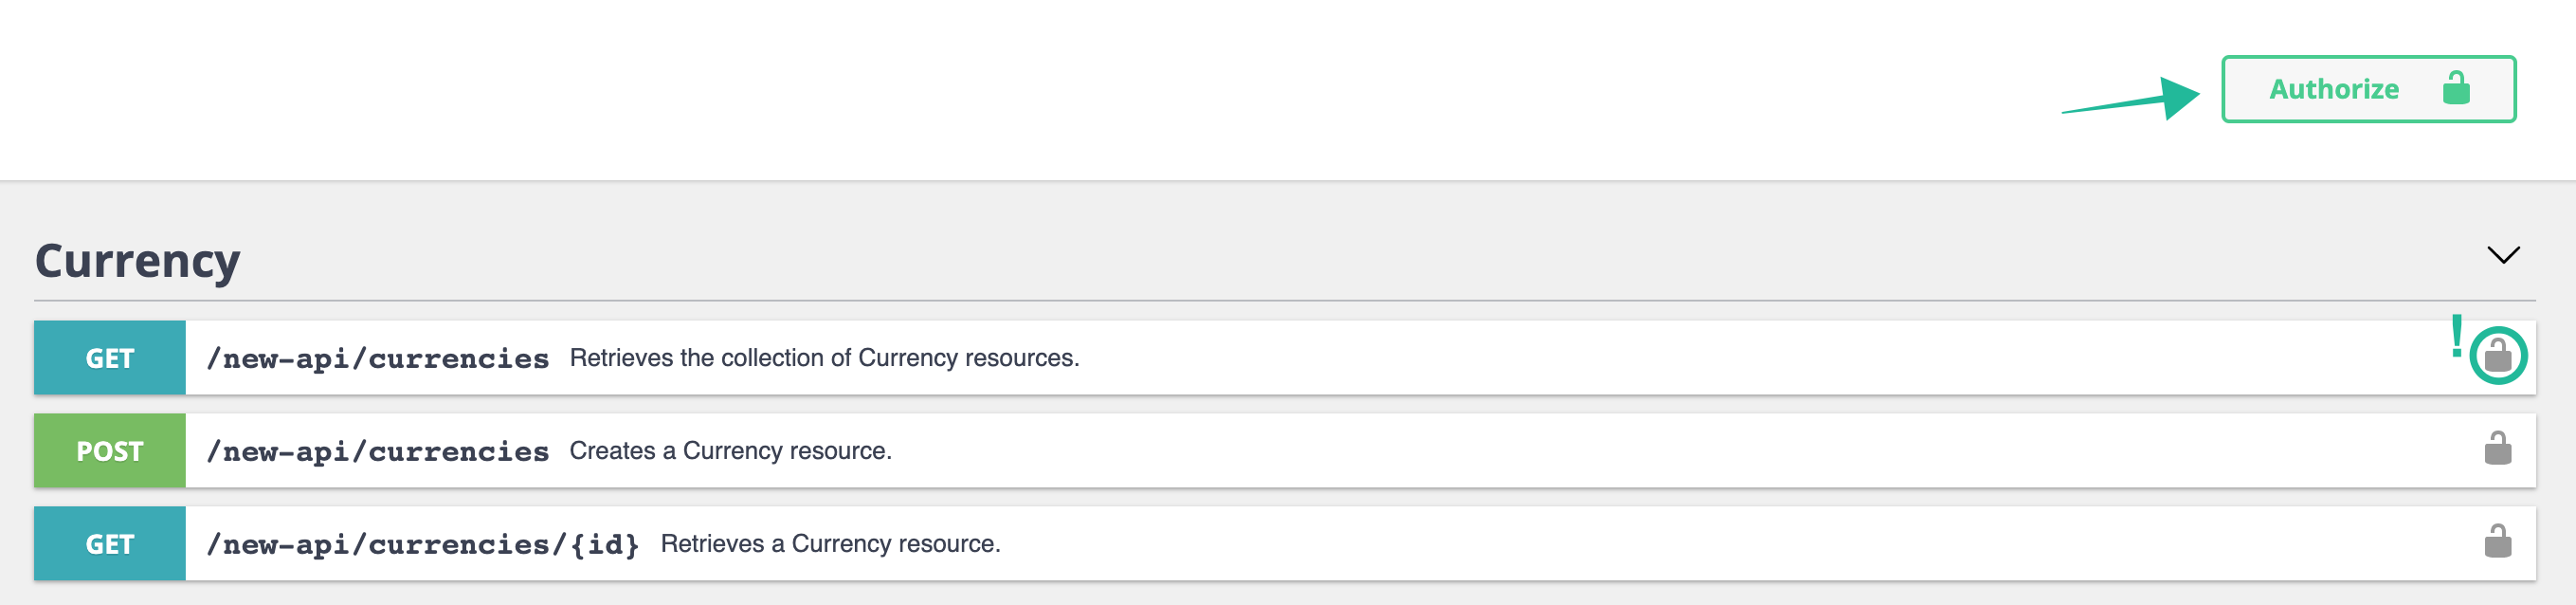 Authorize
Currency
GET /new-api/currencies Retrieves the collection of Currency resources. !
POST /new-api/currencies Creates a Currency resource.
GET /new-api/currencies/{id} Retrieves a Currency resource.